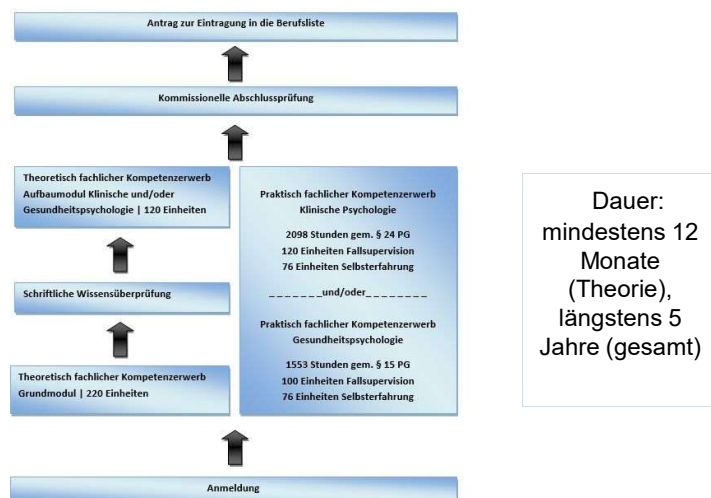 Antrag zur Eintragung in die Berufsliste
Kommissionelle Abschlussprüfung
Theoretisch fachlicher Kompetenzerwerb
Aufbaumodul Klinische und/oder
Gesundheitspsychologie | 120 Einheiten
Schriftliche Wissensüberprüfung
Theoretisch fachlicher Kompetenzerwerb
Grundmodul | 220 Einheiten
Praktisch fachlicher Kompetenzerwerb
Klinische Psychologie
2098 Stunden gem. § 24 PG
120 Einheiten Fallsupervision
76 Einheiten Selbsterfahrung
_ _ _ _ _ _ _und/oder_ _ _ _ _ _ _ _
Praktisch fachlicher Kompetenzerwerb
Gesundheitspsychologie
1553 Stunden gem. § 15 PG
100 Einheiten Fallsupervision
76 Einheiten Selbsterfahrung
Anmeldung
Dauer:
mindestens 12
Monate
(Theorie),
längstens 5
Jahre (gesamt)